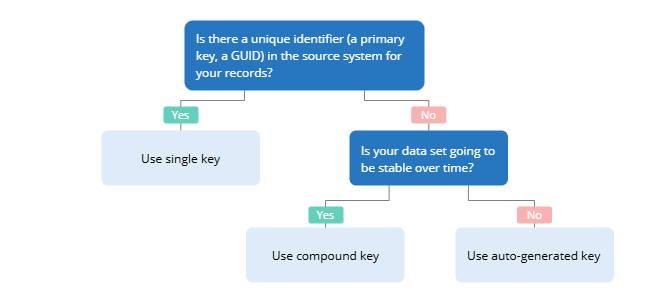 Is there a unique identifier (a primary
key, a GUID) in the source system for
your records?
Yes
No
Use single key
Is your data set going to
be stable over time?
Yes
No
Use compound key
Use auto-generated key